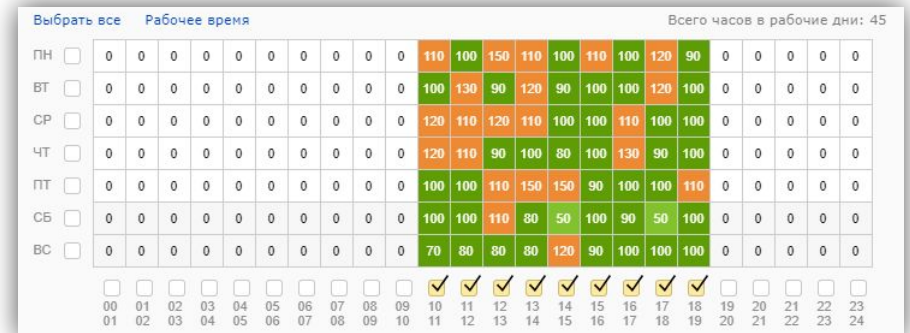 Выбрать все Рабочее время Всего часов в рабочие дни: 45
ПН 0 0 0 0 0 0 0 0 0 0 110 100 150 110 100 110 100 120 90 0 0 0 0 0
ВТ 0 0 0 0 0 0 0 0 0 0 100 130 90 120 90 100 100 120 100 0 0 0 0 0
СР 0 0 0 0 0 0 0 0 0 0 120 110 120 110 100 100 110 100 100 0 0 0 0 0
ЧТ 0 0 0 0 0 0 0 0 0 0 120 110 90 100 80 100 130 90 100 0 0 0 0 0
ПТ 0 0 0 0 0 0 0 0 0 0 100 100 110 150 150 90 100 100 110 0 0 0 0 0
СБ 0 0 0 0 0 0 0 0 0 0 100 100 110 80 50 100 90 50 100 0 0 0 0 0
ВС 0 0 0 0 0 0 0 0 0 0 70 80 80 80 120 90 100 100 100 0 0 0 0 0
00 01 02 03 04 05 06 07 08 09 10 11 12 13 14 15 16 17 18 19 20 21 22 23
01 02 03 04 05 06 07 08 09 10 11 12 13 14 15 16 17 18 19 20 21 22 23 24